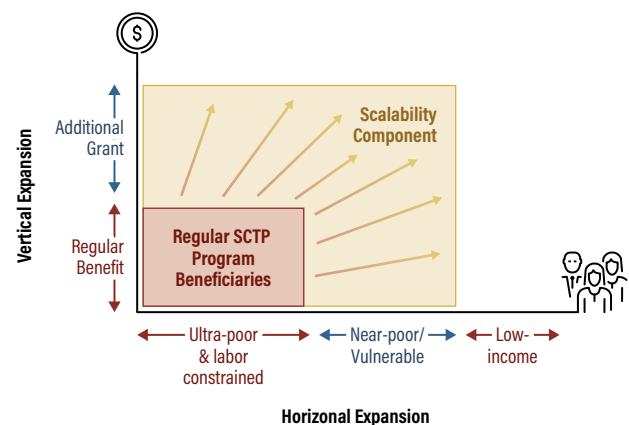 $
Vertical Expansion
Additional
Grant
Regular
Benefit
Scalability
Component
Regular SCTP
Program
Beneficiaries
Ultra-poor
& labor
constrained
Near-poor/
Vulnerable
Low-
income
Horizonal Expansion